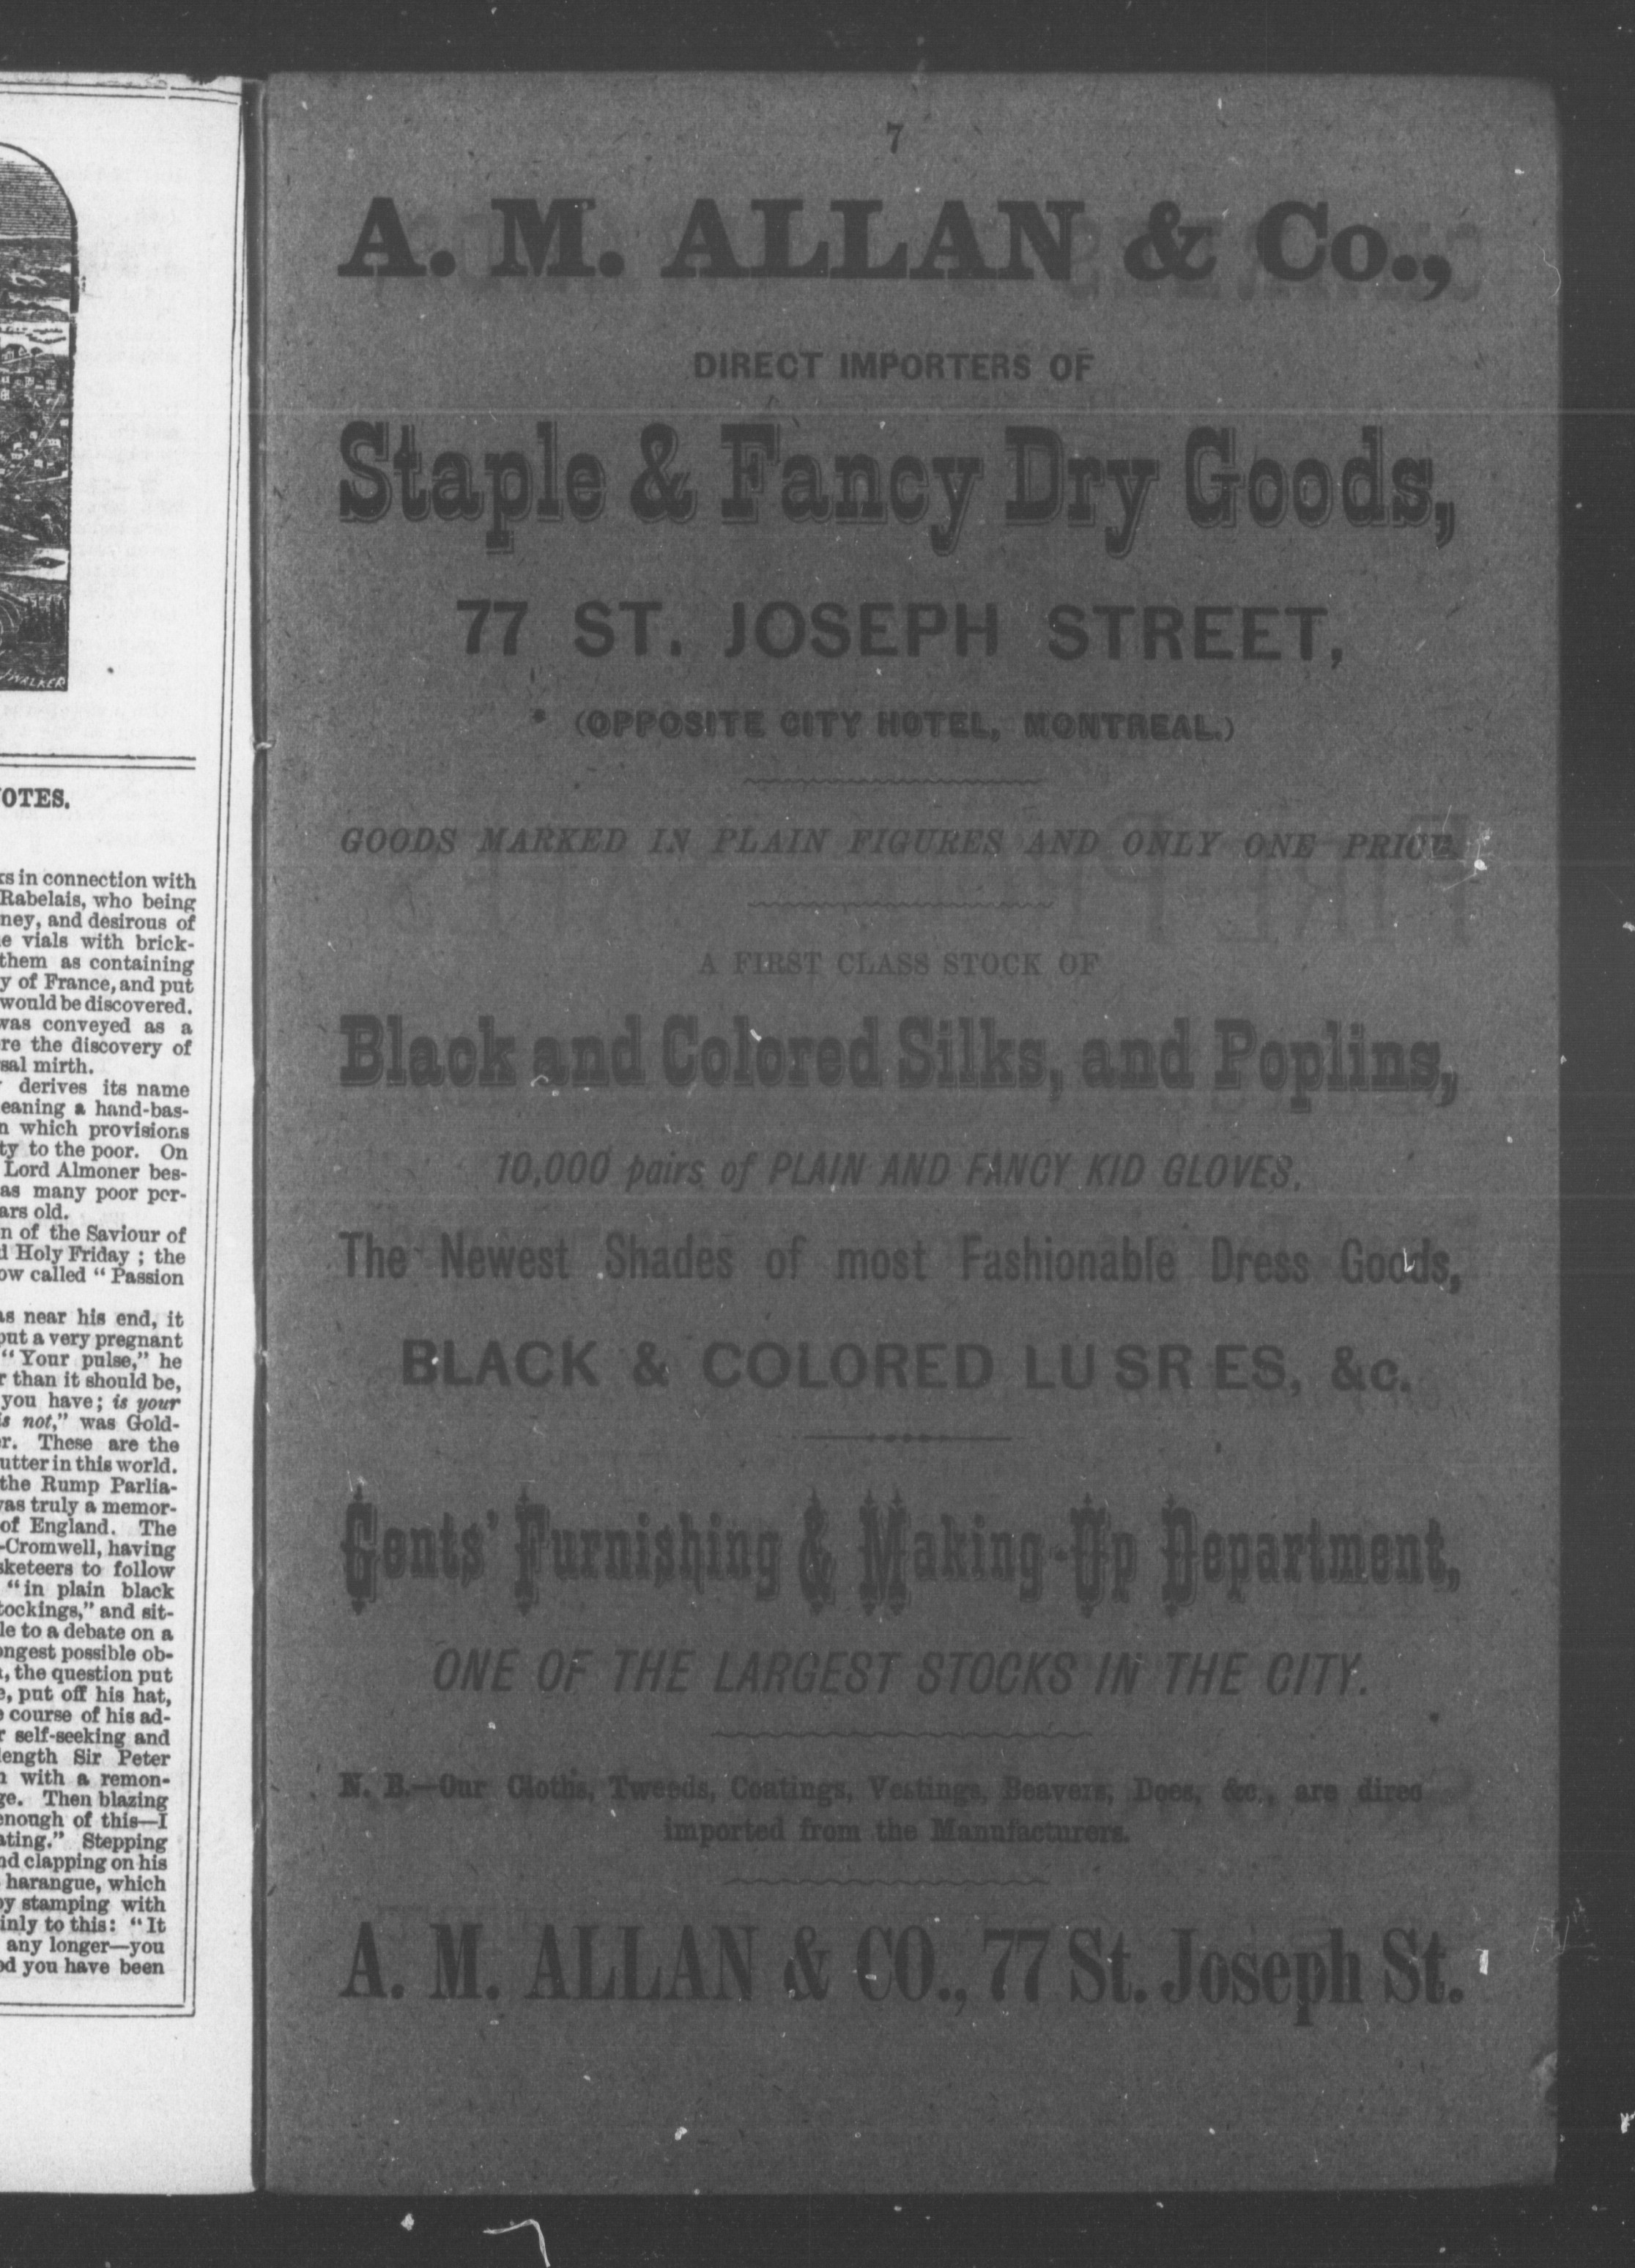 J WALKER
OTES.
ks in connection with
Rabelais, who being
ney, and desirous of
e vials with brick-
them as containing
y of France, and put
would be discovered.
was conveyed as a
re the discovery of
sal mirth.
derives its name
eaning a hand-bas-
n which provisions
ty to the poor. On
Lord Almoner bes-
as many poor per-
ars old.
n of the Saviour of
d Holy Friday ; the
ow called “ Passion
as near his end, it
put a very pregnant
“ Your pulse,” he
r than it should be,
you have; is your
is not,” was Gold-
r. These are the
utter in this world.
the Rump Parlia-
was truly a memor-
of England. The
-Cromwell, having
sketeers to follow
“ in plain black
tockings,” and sit-
le to a debate on a
ongest possible ob-
, the question put
e, put off his hat,
course of his ad-
r self-seeking and
length Sir Peter
n with a remon-
ge. Then blazing
enough of this—I
ating.” Stepping
nd clapping on his
harangue, which
by stamping with
inly to this: “ It
any longer—you
od you have been
7
A. M. ALLAN & Co.,
DIRECT IMPORTERS OF
Staple & Fancy Dry Goods,
77 ST. JOSEPH STREET,
(OPPOSITE CITY HOTEL, MONTREAL.)
GOODS MARKED IN PLAIN FIGURES AND ONLY ONE PRICE.
A FIRST CLASS STOCK OF
Black and Colored Silks, and Poplins,
10,000 pairs of PLAIN AND FANCY KID GLOVES,
The Newest Shades of most Fashionable Dress Goods,
BLACK & COLORED LUSRES, &c.
Gents’ Furnishing & Making-Up Department,
ONE OF THE LARGEST STOCKS IN THE CITY.
N. B.—Our Cloths, Tweeds, Coatings, Vestings, Beavers, Does, &c., are direc
imported from the Manufacturers.
A. M. ALLAN & CO., 77 St. Joseph St.